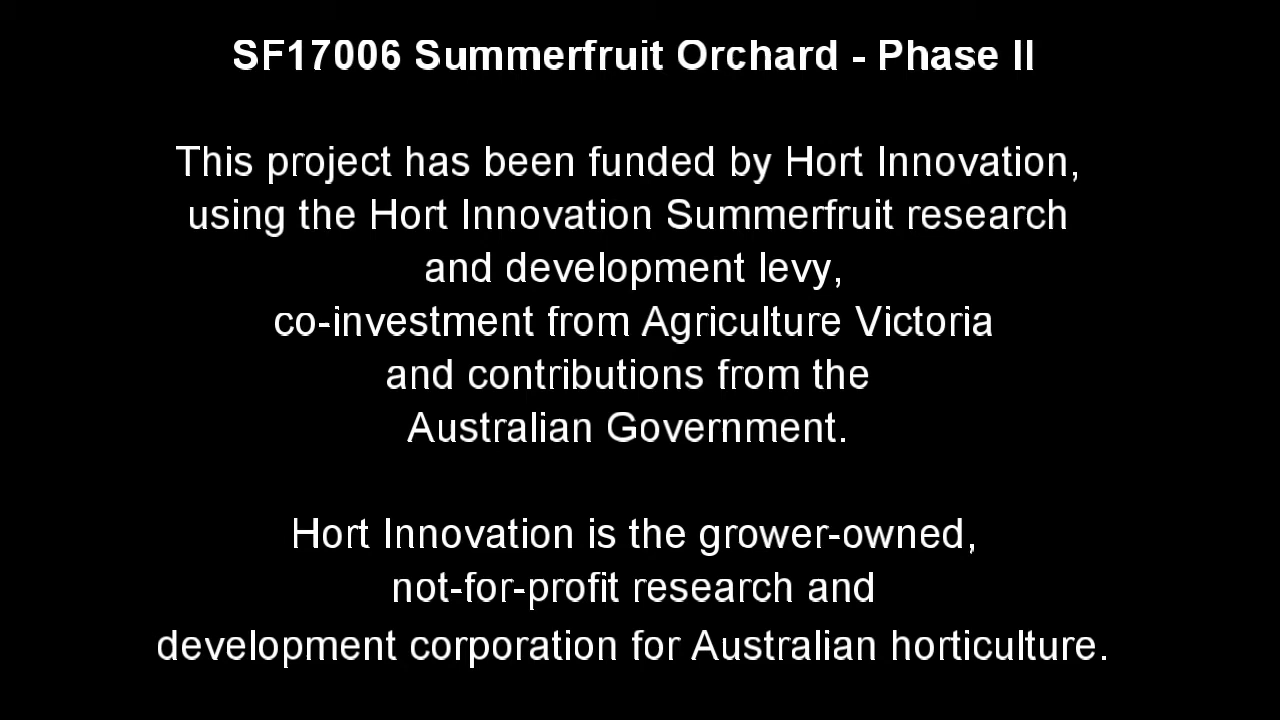 SF17006 Summerfruit Orchard - Phase II
This project has been funded by Hort Innovation,
using the Hort Innovation Summerfruit research
and development levy,
co-investment from Agriculture Victoria
and contributions from the
Australian Government.
Hort Innovation is the grower-owned,
not-for-profit research and
development corporation for Australian horticulture.